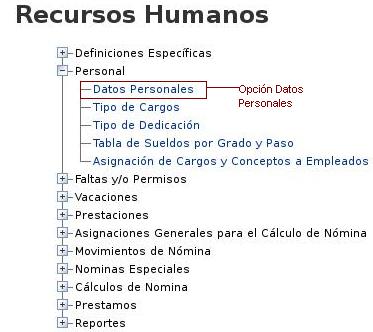 Recursos Humanos
Definiciones Específicas
Personal
Datos Personales
Opción Datos
Personales
Tipo de Cargos
Tipo de Dedicación
Tabla de Sueldos por Grado y Paso
Asignación de Cargos y Conceptos a Empleados
Faltas y/o Permisos
Vacaciones
Prestaciones
Asignaciones Generales para el Cálculo de Nómina
Movimientos de Nómina
Nominas Especiales
Cálculos de Nomina
Prestamos
Reportes